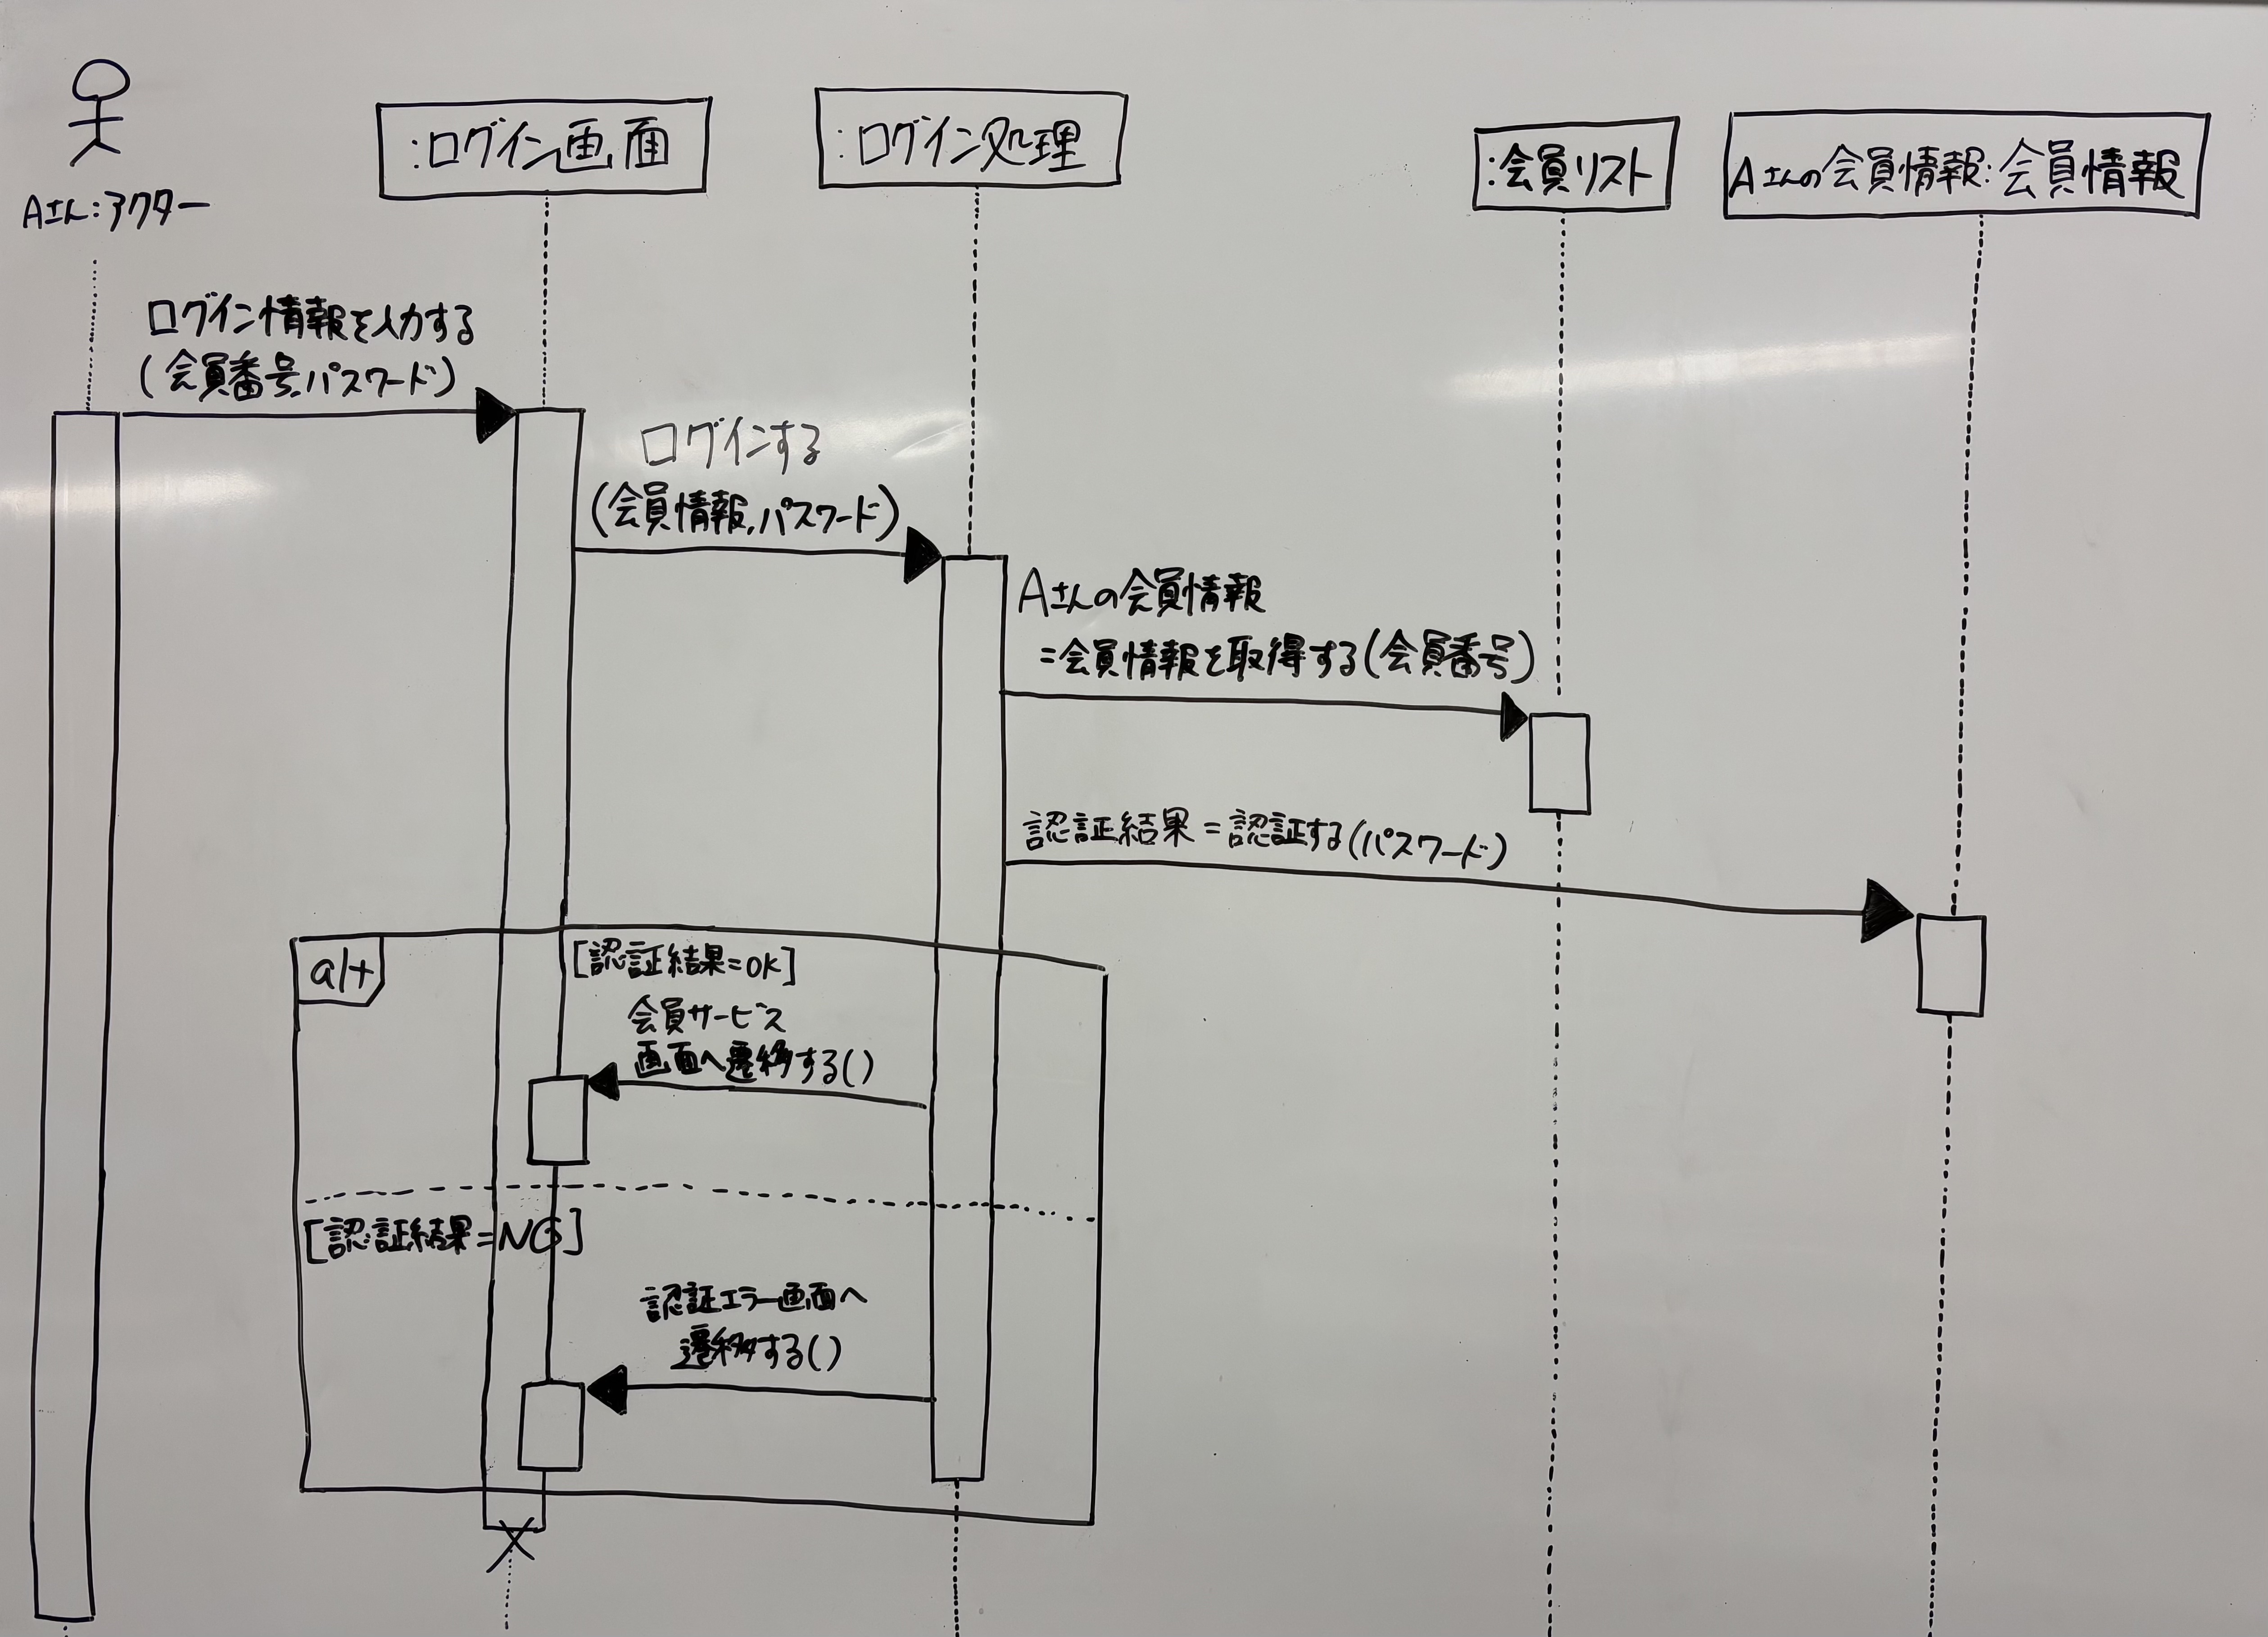 :ログイン画面
:ログイン処理
:会員リスト
Aさんの会員情報:会員情報
Aさん:アクター
ログイン情報を入力する
(会員番号,パスワード)
ログインする
(会員情報,パスワード)
Aさんの会員情報
=会員情報を取得する(会員番号)
認証結果=認証する(パスワード)
alt
[認証結果=OK]
会員サービス
画面へ遷移する()
[認証結果=NG]
認証エラー画面へ
遷移する()